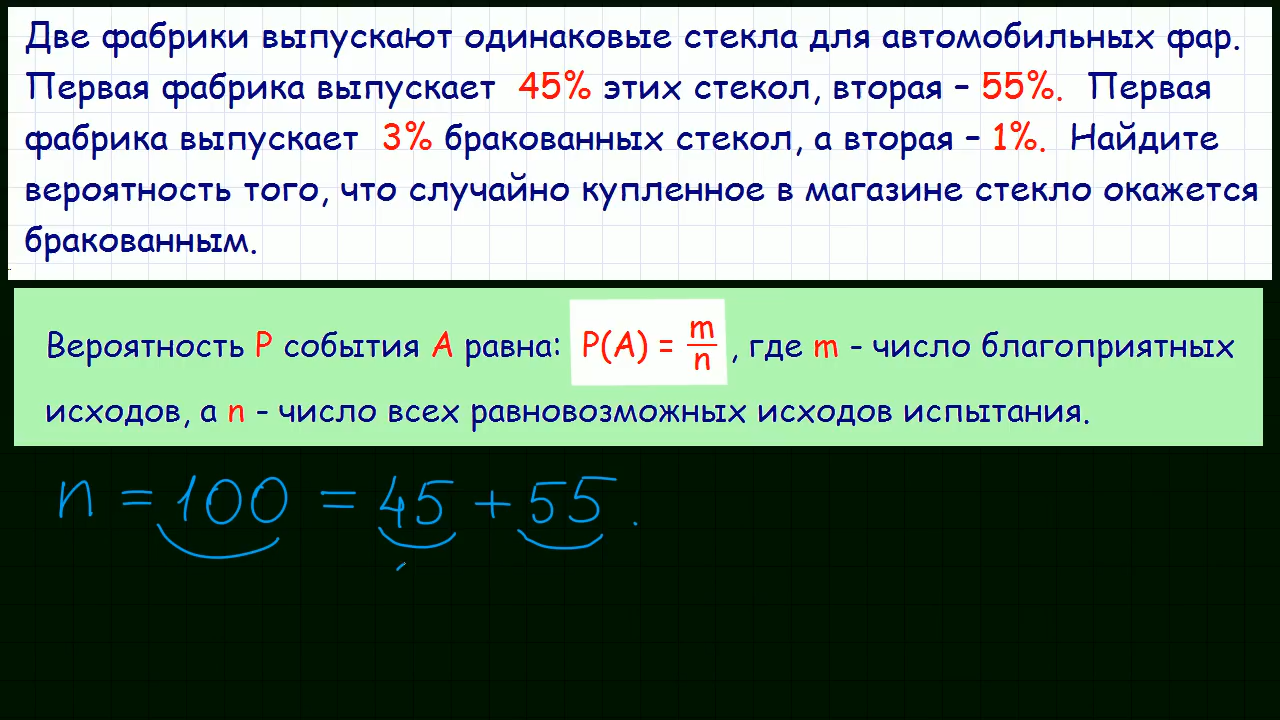 Две фабрики выпускают одинаковые стекла для автомобильных фар.
Первая фабрика выпускает 45% этих стекол, вторая – 55%. Первая
фабрика выпускает 3% бракованных стекол, а вторая – 1%. Найдите
вероятность того, что случайно купленное в магазине стекло окажется
бракованным.
Вероятность P события A равна: P(A) = m/n, где m - число благоприятных
исходов, а n - число всех равновозможных исходов испытания.
n = 100 = 45 + 55.